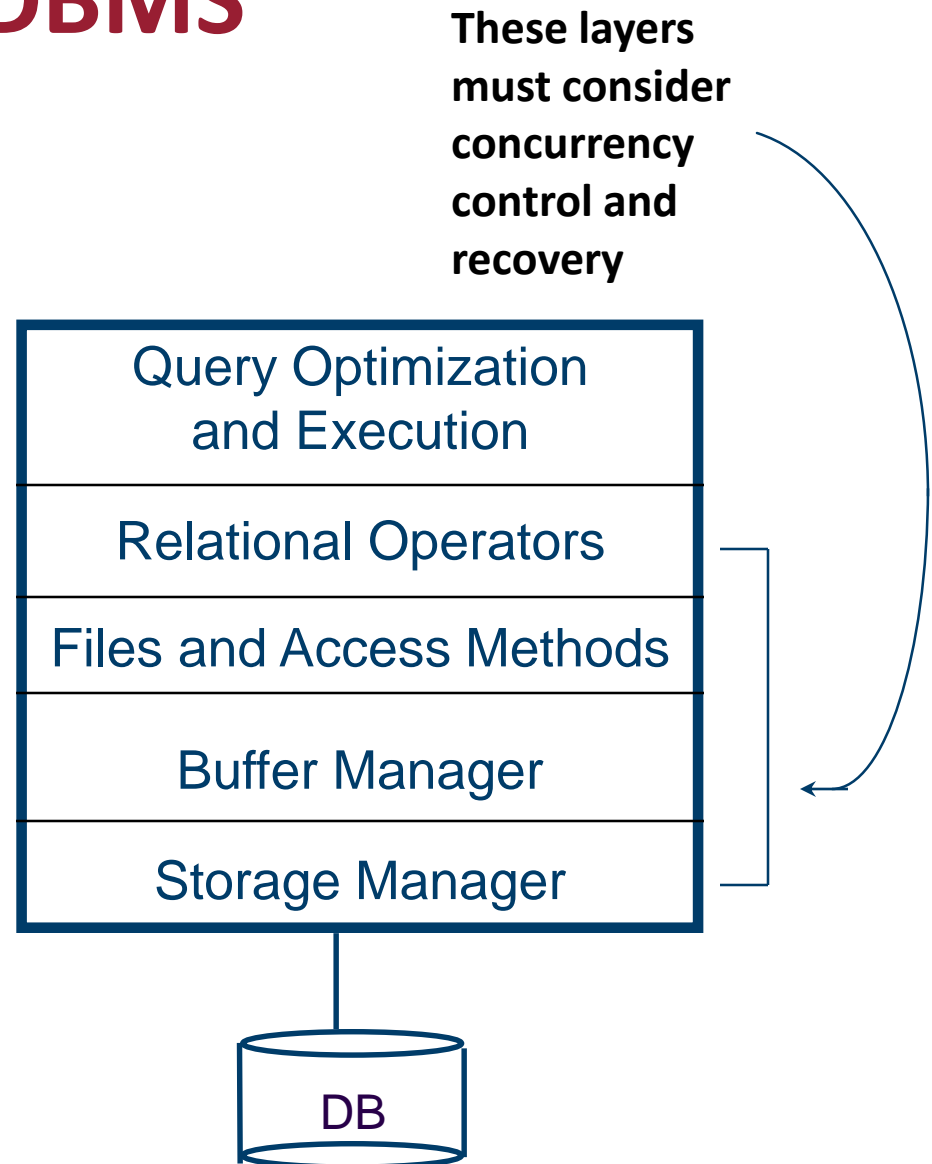 DBMS
These layers
must consider
concurrency
control and
recovery
Query Optimization
and Execution
Relational Operators
Files and Access Methods
Buffer Manager
Storage Manager
DB